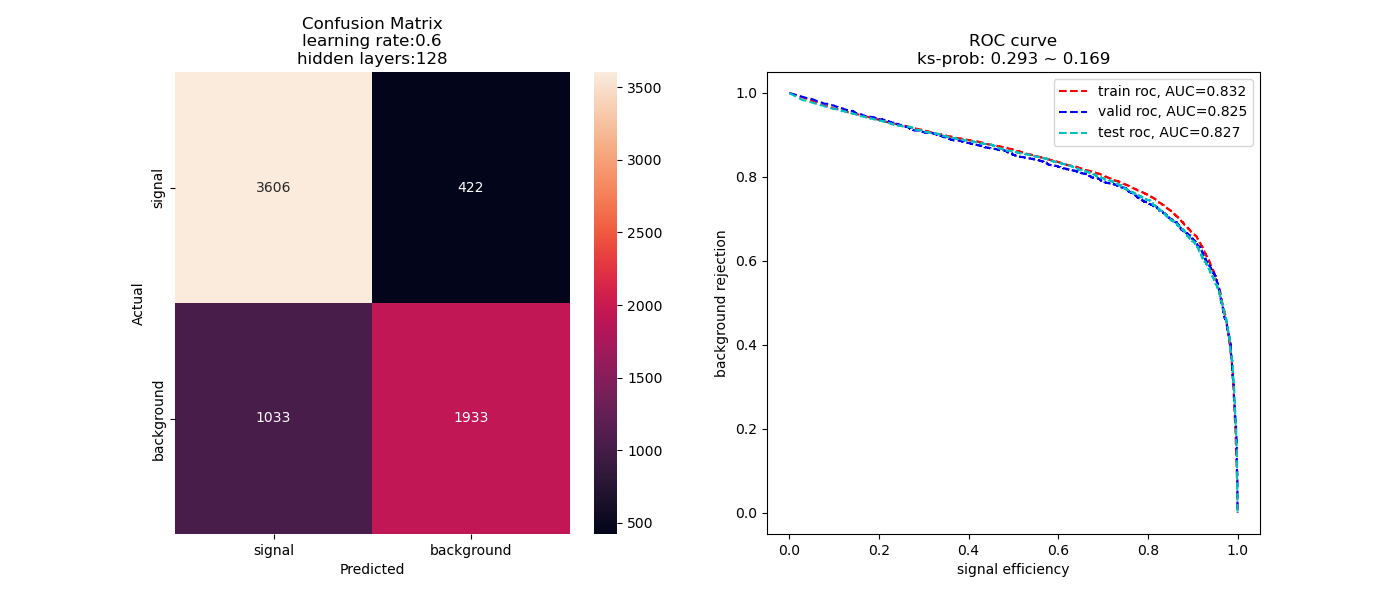 Confusion Matrix
learning rate:0.6
hidden layers:128
signal
background
Actual
3606
422
1033
1933
signal
background
Predicted
3500
3000
2500
2000
1500
1000
500
ROC curve
ks-prob: 0.293 ~ 0.169
train roc, AUC=0.832
valid roc, AUC=0.825
test roc, AUC=0.827
background rejection
1.0
0.8
0.6
0.4
0.2
0.0
0.0
0.2
0.4
0.6
0.8
1.0
signal efficiency